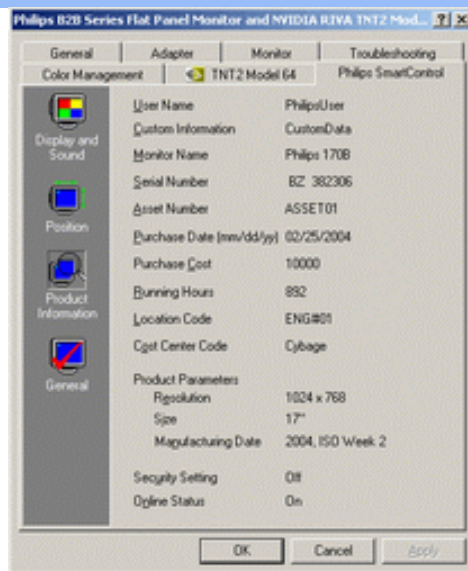 Philips B2B Series Flat Panel Monitor and NVIDIA RIVA TNT2 Mod...
General Adapter Monitor Troubleshooting
Color Management TNT2 Model 64 Philips SmartControl
Display and Sound
Position
Product Information
General
User Name PhilipsUser
Custom Information CustomData
Monitor Name Philips 170B
Serial Number BZ 382306
Asset Number ASSET01
Purchase Date (mm/dd/yy) 02/25/2004
Purchase Cost 10000
Running Hours 892
Location Code ENG#01
Cost Center Code Cybage
Product Parameters
Resolution 1024 x 768
Size 17"
Manufacturing Date 2004, ISO Week 2
Security Setting Off
Online Status On
OK Cancel Apply